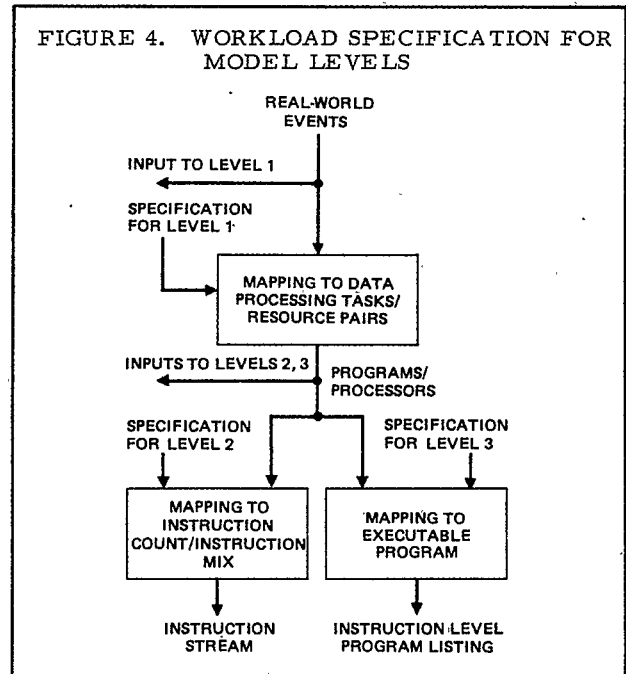 FIGURE 4. WORKLOAD SPECIFICATION FOR
MODEL LEVELS
REAL-WORLD
EVENTS
INPUT TO LEVEL 1
SPECIFICATION
FOR LEVEL 1
MAPPING TO DATA
PROCESSING TASKS/
RESOURCE PAIRS
INPUTS TO LEVELS 2, 3
PROGRAMS/
PROCESSORS
SPECIFICATION
FOR LEVEL 2
SPECIFICATION
FOR LEVEL 3
MAPPING TO
INSTRUCTION
COUNT/INSTRUCTION
MIX
MAPPING TO
EXECUTABLE
PROGRAM
INSTRUCTION
STREAM
INSTRUCTION LEVEL
PROGRAM LISTING